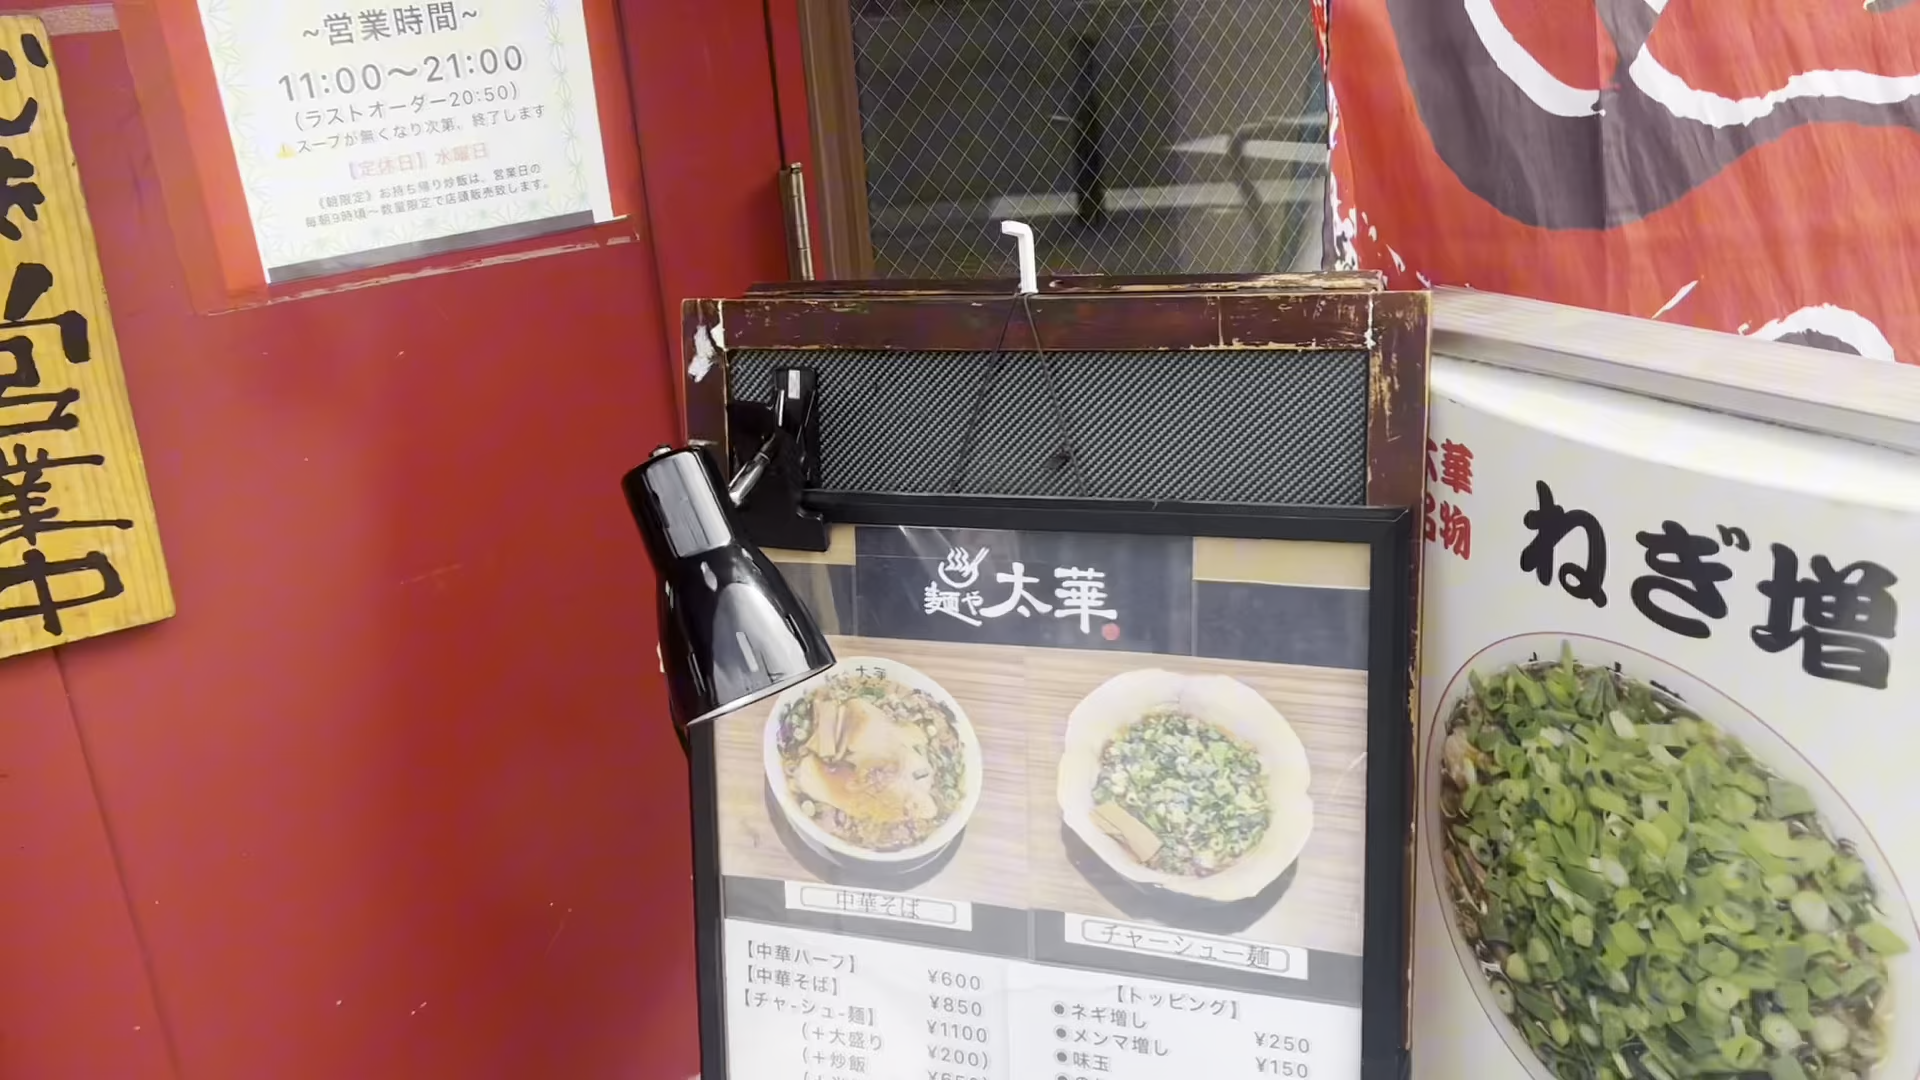 営業中
~営業時間~
11:00～21:00
(ラストオーダー20:50)
⚠スープが無くなり次第、終了します
【定休日】水曜日
《朝限定》お持ち帰り炒飯は、営業日の
毎朝9時頃～数量限定で店頭販売致します。
麺や太華
太華
中華そば
チャーシュー麺
【中華ハーフ】 ¥600
【中華そば】 ¥850
【チャ-シュ-麺】 ¥1100
(+大盛り ¥200)
(+炒飯 ¥650)
【トッピング】
●ネギ増し ¥250
●メンマ増し ¥150
●味玉
太華
名物
ねぎ増